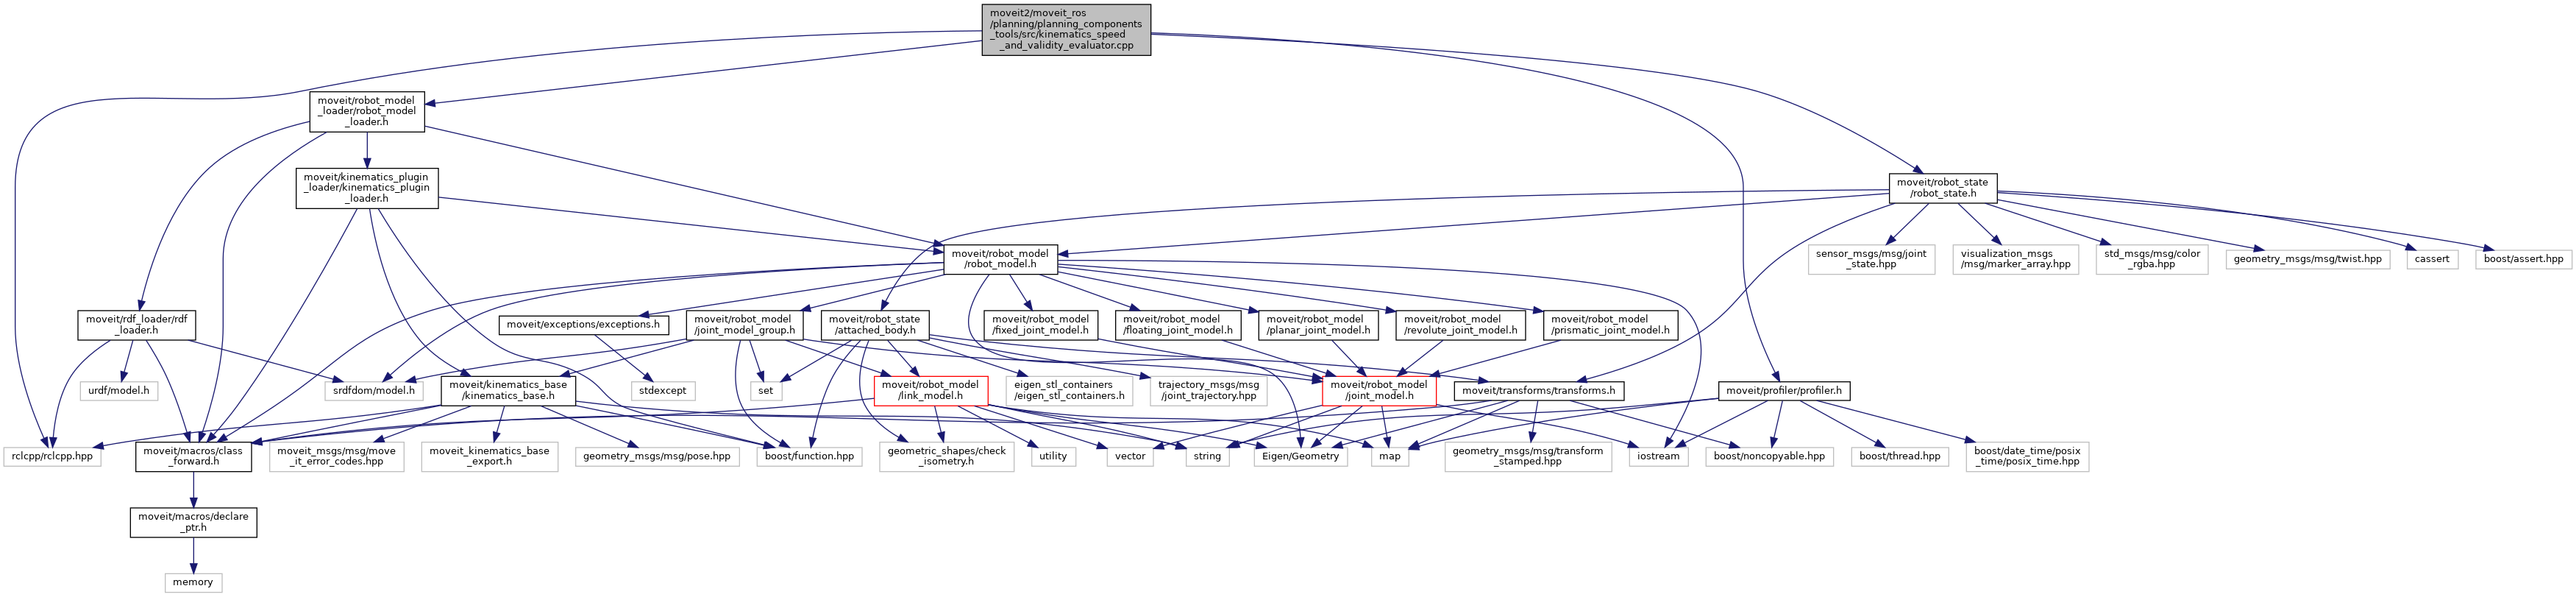 moveit2/moveit_ros
/planning/planning_components
_tools/src/kinematics_speed
_and_validity_evaluator.cpp
moveit/robot_model
_loader/robot_model
_loader.h
moveit/kinematics_plugin
_loader/kinematics_plugin
_loader.h
moveit/robot_state
/robot_state.h
moveit/robot_model
/robot_model.h
sensor_msgs/msg/joint
_state.hpp
visualization_msgs
/msg/marker_array.hpp
std_msgs/msg/color
_rgba.hpp
geometry_msgs/msg/twist.hpp
cassert
boost/assert.hpp
moveit/rdf_loader/rdf
_loader.h
moveit/exceptions/exceptions.h
moveit/robot_model
/joint_model_group.h
moveit/robot_state
/attached_body.h
moveit/robot_model
/fixed_joint_model.h
moveit/robot_model
/floating_joint_model.h
moveit/robot_model
/planar_joint_model.h
moveit/robot_model
/revolute_joint_model.h
moveit/robot_model
/prismatic_joint_model.h
urdf/model.h
srdfdom/model.h
moveit/kinematics_base
/kinematics_base.h
stdexcept
set
moveit/robot_model
/link_model.h
eigen_stl_containers
/eigen_stl_containers.h
trajectory_msgs/msg
/joint_trajectory.hpp
moveit/robot_model
/joint_model.h
moveit/transforms/transforms.h
moveit/profiler/profiler.h
rclcpp/rclcpp.hpp
moveit/macros/class
_forward.h
moveit_msgs/msg/move
_it_error_codes.hpp
moveit_kinematics_base
_export.h
geometry_msgs/msg/pose.hpp
boost/function.hpp
geometric_shapes/check
_isometry.h
utility
vector
string
Eigen/Geometry
map
geometry_msgs/msg/transform
_stamped.hpp
iostream
boost/noncopyable.hpp
boost/thread.hpp
boost/date_time/posix
_time/posix_time.hpp
moveit/macros/declare
_ptr.h
memory